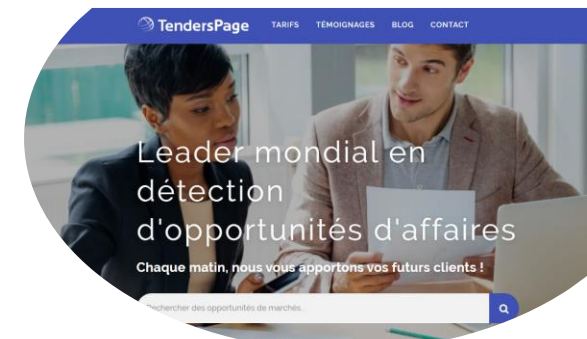 TendersPage TARIFS TÉMOIGNAGES BLOG CONTACT
Leader mondial en
détection
d'opportunités d'affaires
Chaque matin, nous vous apportons vos futurs clients !
Rechercher des opportunités de marchés...